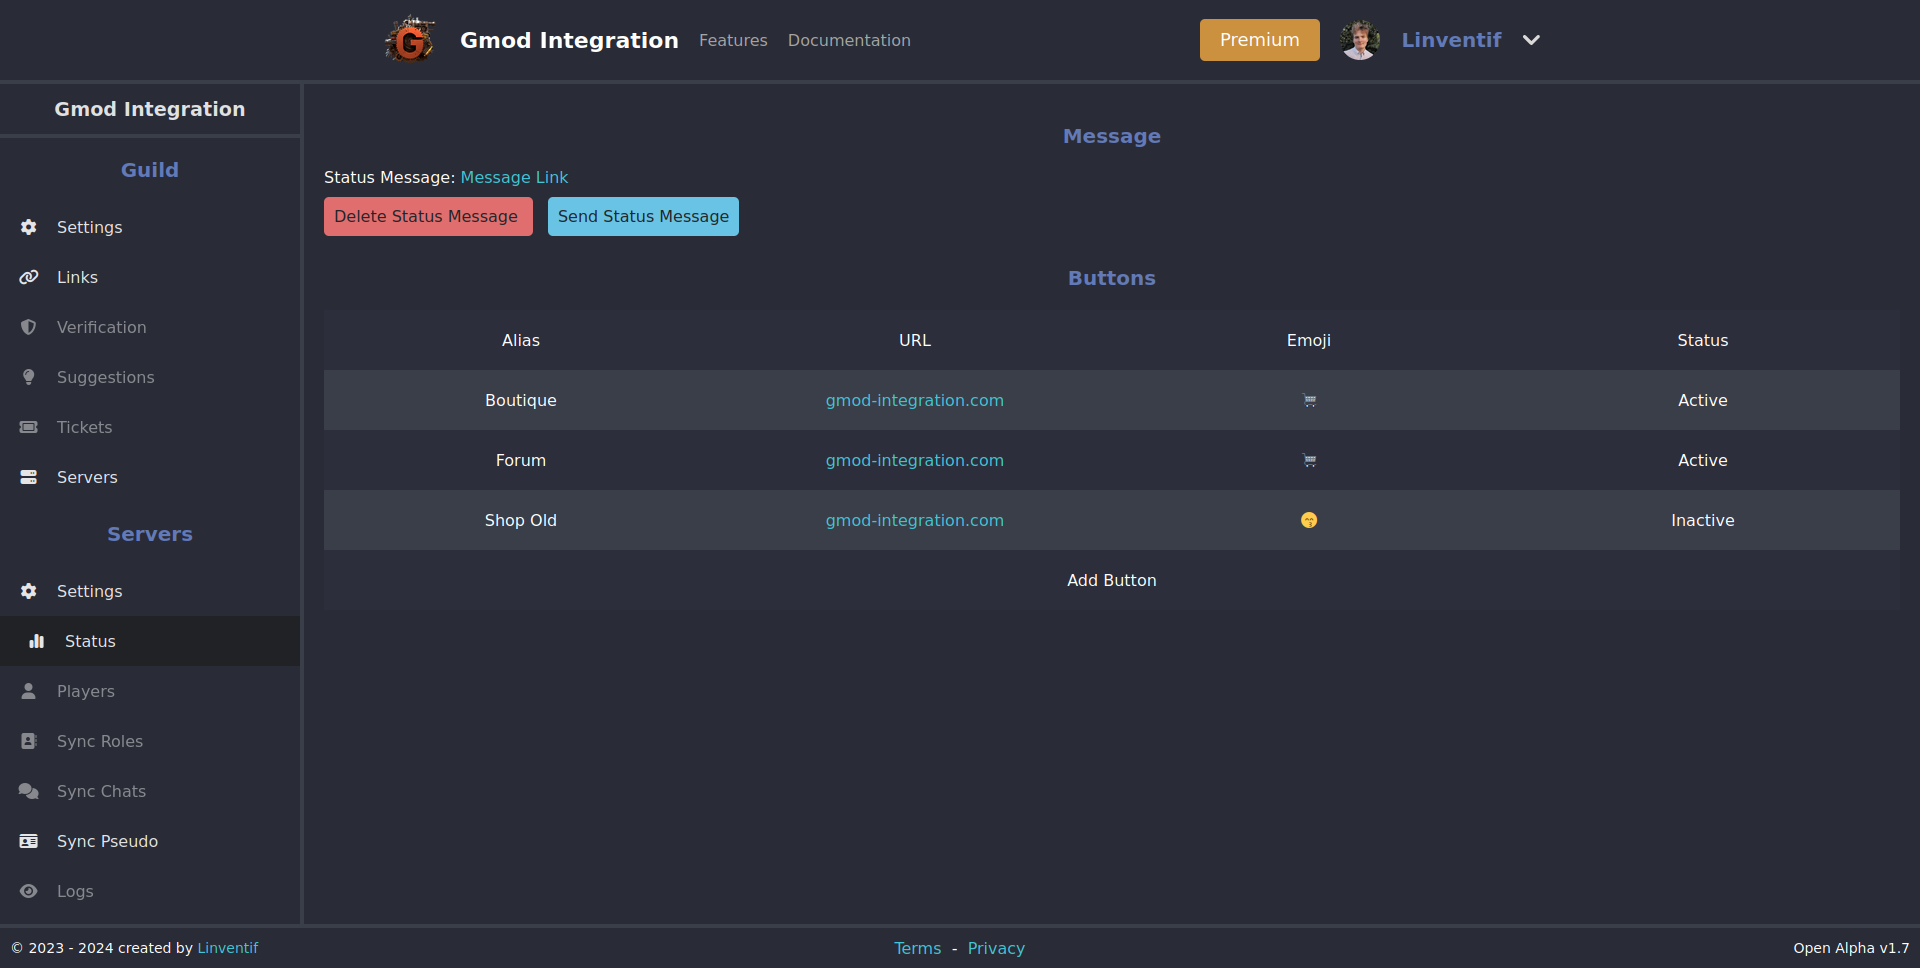 G
Gmod Integration
Features
Documentation
Premium
Linventif
Gmod Integration
Guild
Settings
Links
Verification
Suggestions
Tickets
Servers
Servers
Settings
Status
Players
Sync Roles
Sync Chats
Sync Pseudo
Logs
Message
Status Message: Message Link
Delete Status Message
Send Status Message
Buttons
Alias URL Emoji Status
Boutique gmod-integration.com Active
Forum gmod-integration.com Active
Shop Old gmod-integration.com Inactive
Add Button
© 2023 - 2024 created by Linventif
Terms - Privacy
Open Alpha v1.7